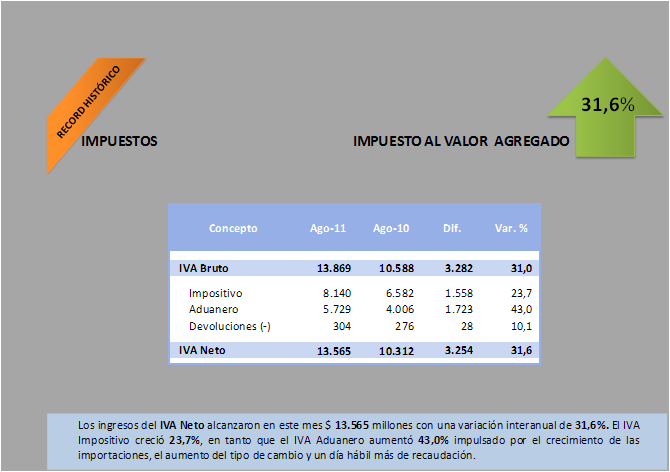 RECORD HISTÓRICO
31,6%
IMPUESTOS
IMPUESTO AL VALOR AGREGADO
Concepto Ago-11 Ago-10 Dif. Var. %
IVA Bruto 13.869 10.588 3.282 31,0
Impositivo 8.140 6.582 1.558 23,7
Aduanero 5.729 4.006 1.723 43,0
Devoluciones (-) 304 276 28 10,1
IVA Neto 13.565 10.312 3.254 31,6
Los ingresos del IVA Neto alcanzaron en este mes $ 13.565 millones con una variación interanual de 31,6%. El IVA
Impositivo creció 23,7%, en tanto que el IVA Aduanero aumentó 43,0% impulsado por el crecimiento de las
importaciones, el aumento del tipo de cambio y un día hábil más de recaudación.